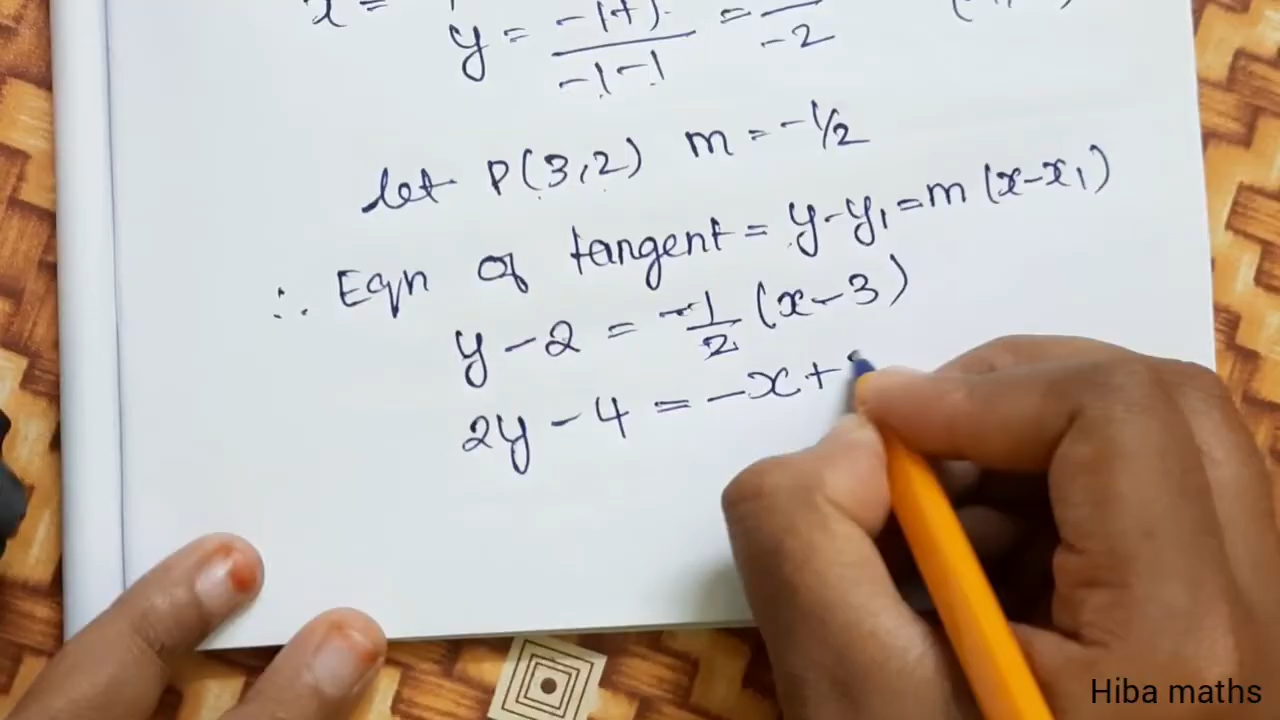 x =
y = -1+1 / -1-1 = / -2
let P(3,2) m = -1/2
∴ Eqn of tangent = y-y₁=m(x-x₁)
y-2 = -1/2 (x-3)
2y-4 = -x+
Hiba maths